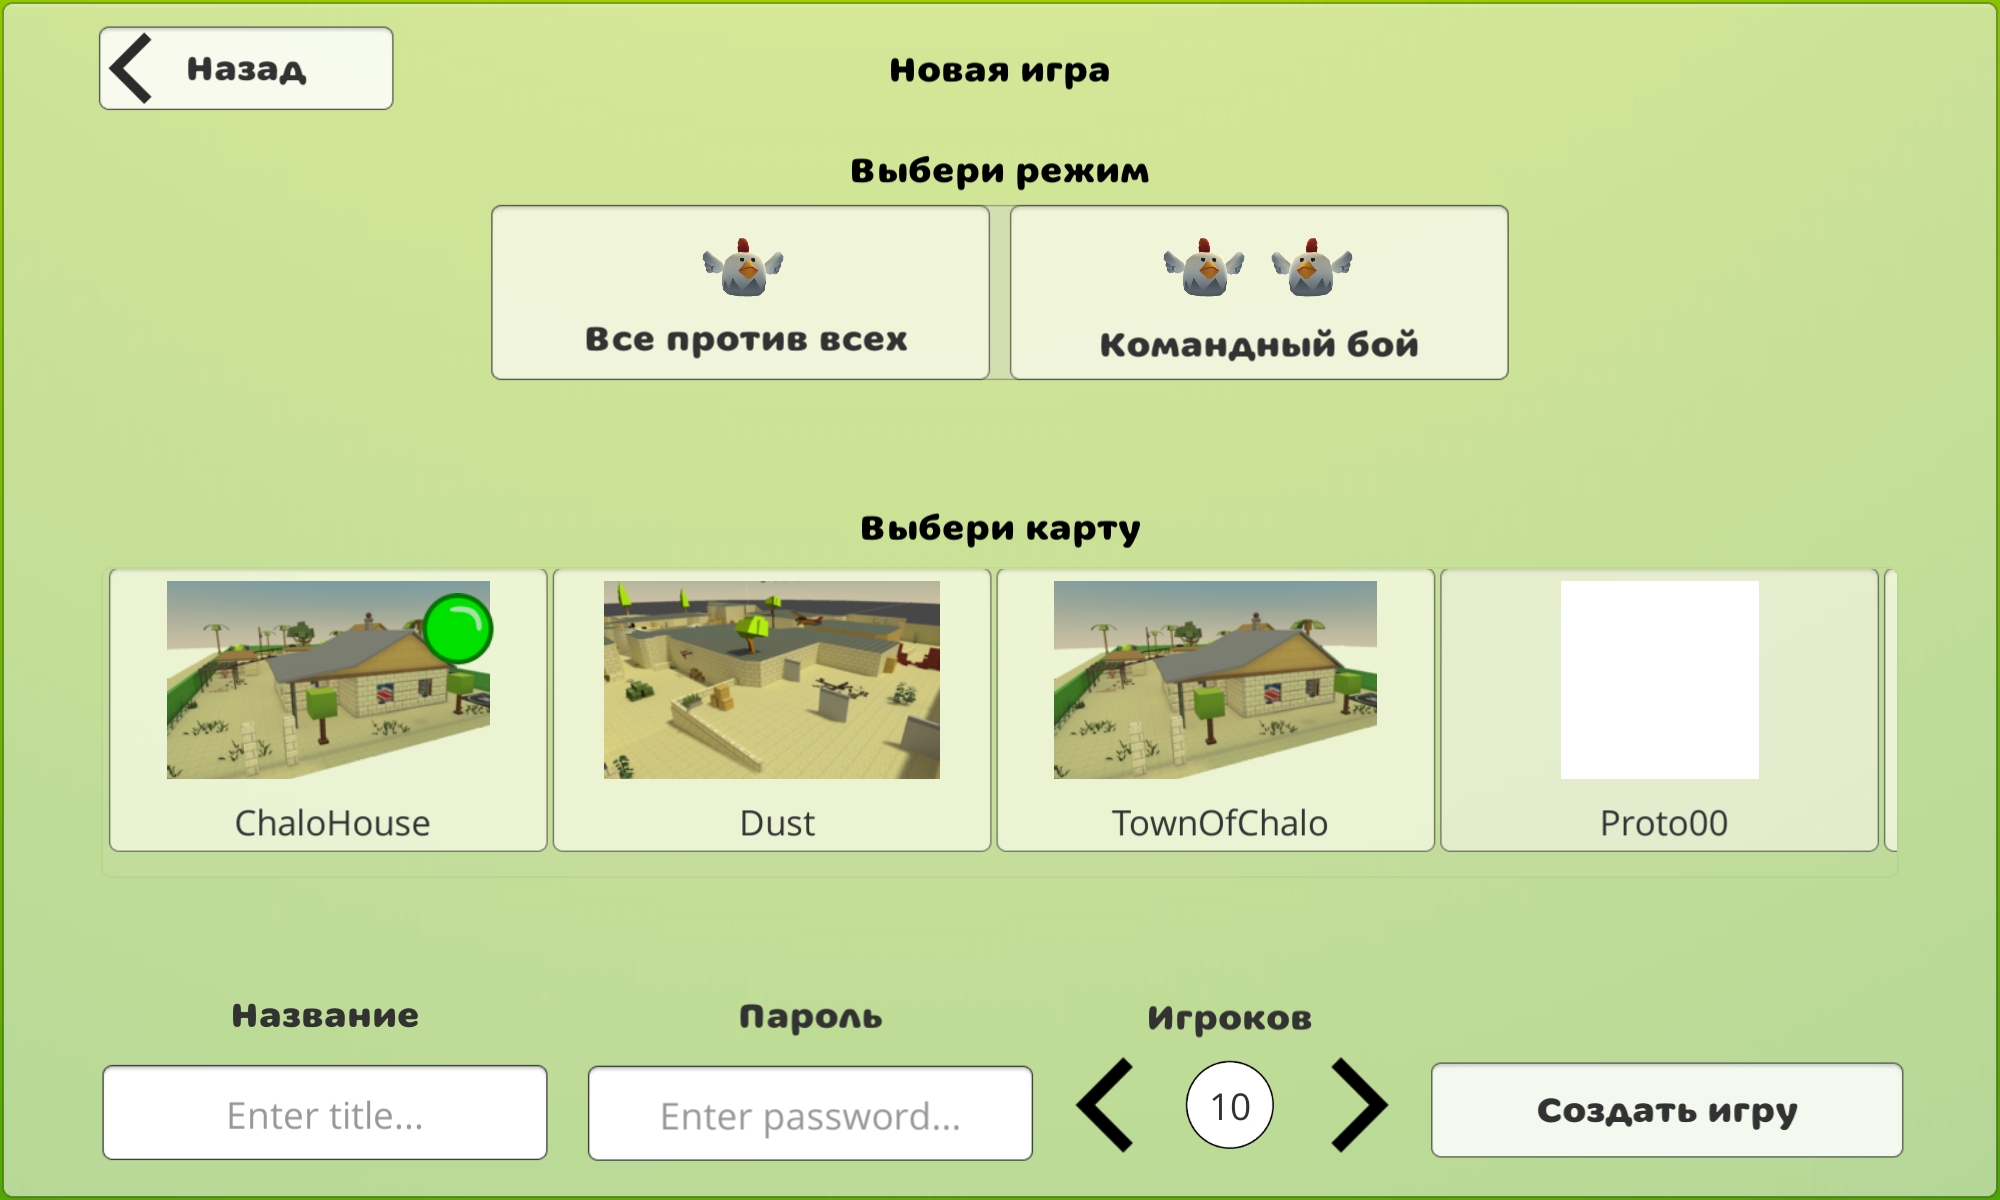 Назад
Новая игра
Выбери режим
Все против всех
Командный бой
Выбери карту
ChaloHouse
Dust
TownOfChalo
Proto00
Название
Пароль
Игроков
Enter title...
Enter password...
10
Создать игру